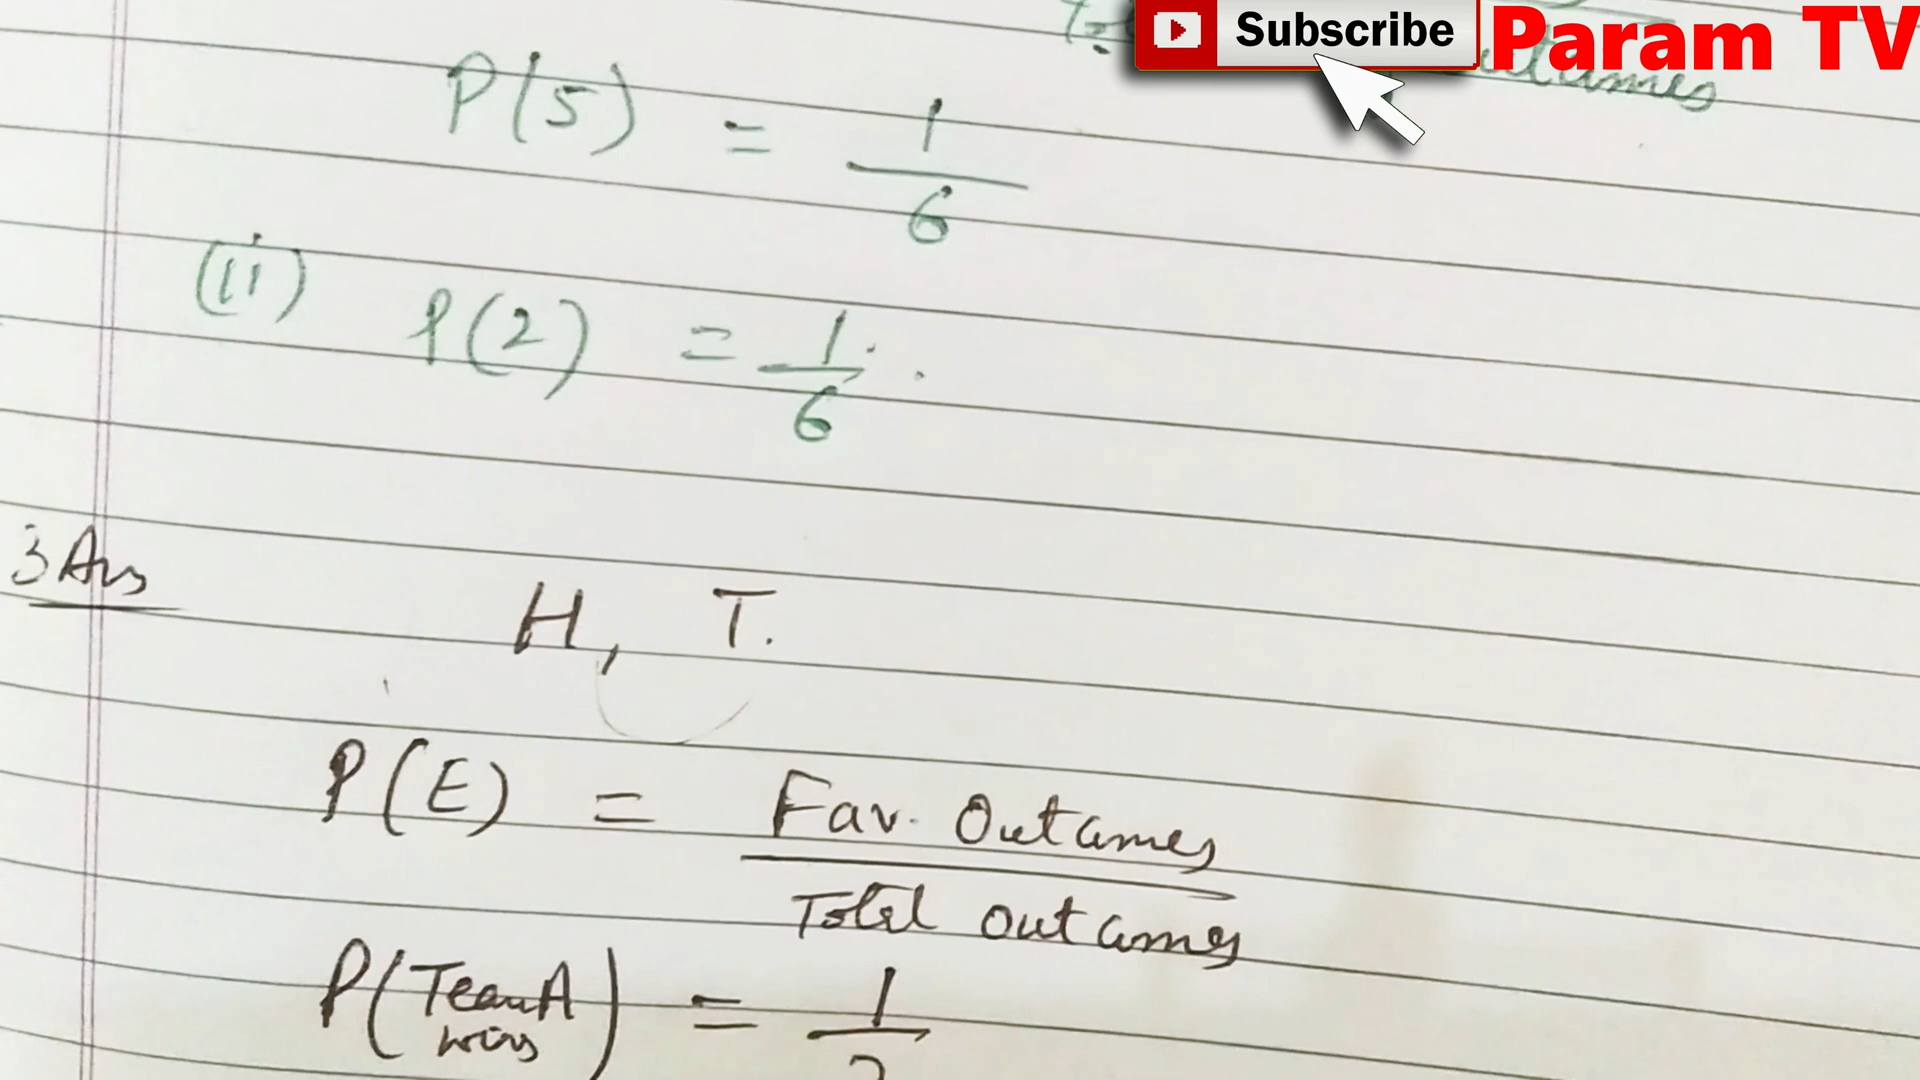 Subscribe Param TV
P(5) = 1/6
(ii) P(2) = 1/6.
3 Ans
H, T.
P(E) = Fav. Outcomes / Total outcomes
P(Team A wins) = 1/